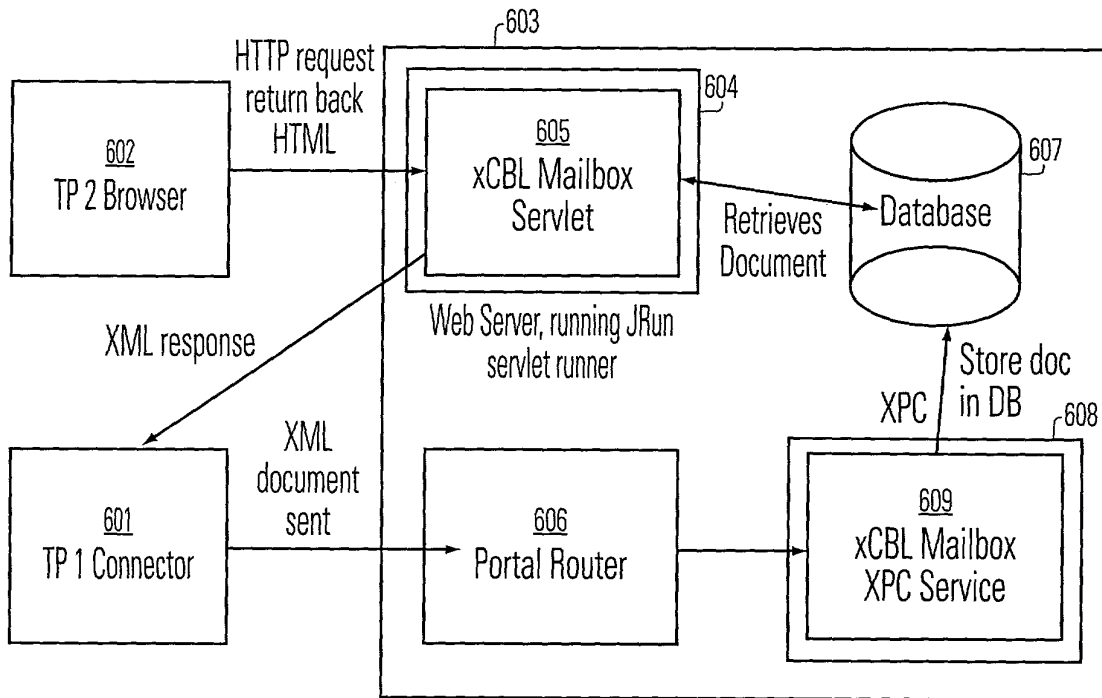 603
HTTP request
return back
HTML
604
602
TP 2 Browser
605
xCBL Mailbox
Servlet
607
Database
Retrieves
Document
Web Server, running JRun
servlet runner
XML response
Store doc
in DB
XPC
608
XML
document
sent
601
TP 1 Connector
606
Portal Router
609
xCBL Mailbox
XPC Service